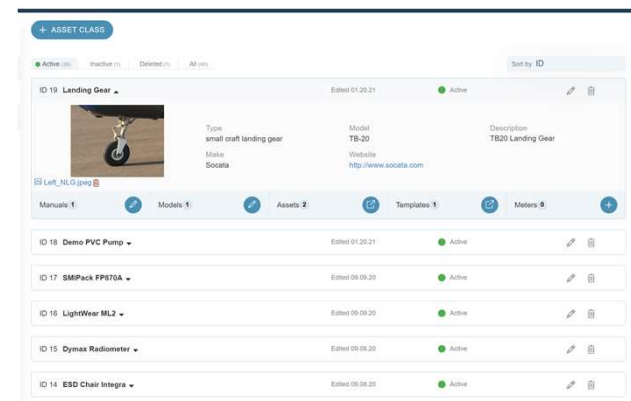 + ASSET CLASS
Active (38) Inactive (1) Deleted (1) All (40)
Sort by ID
ID 19 Landing Gear Edited 01.20.21 Active
Type Model Description
small craft landing gear TB-20 TB20 Landing Gear
Make Website
Socata http://www.socata.com
Left_NLG.jpeg
Manuals 1 Models 1 Assets 2 Templates 1 Meters 0 +
ID 18 Demo PVC Pump Edited 01.20.21 Active
ID 17 SMIPack FP870A Edited 09.09.20 Active
ID 16 LightWear ML2 Edited 09.09.20 Active
ID 15 Dymax Radiometer Edited 09.08.20 Active
ID 14 ESD Chair Integra Edited 09.08.20 Active